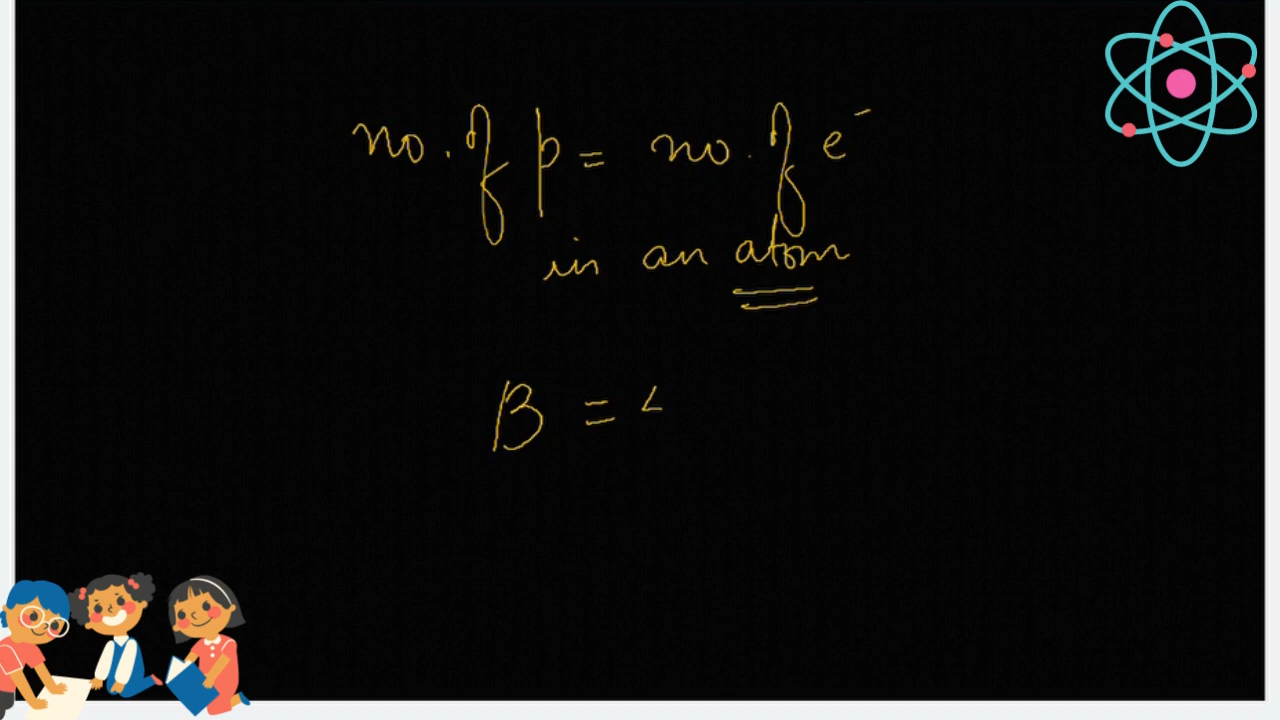 no. of p = no. of e⁻
in an atom
B =